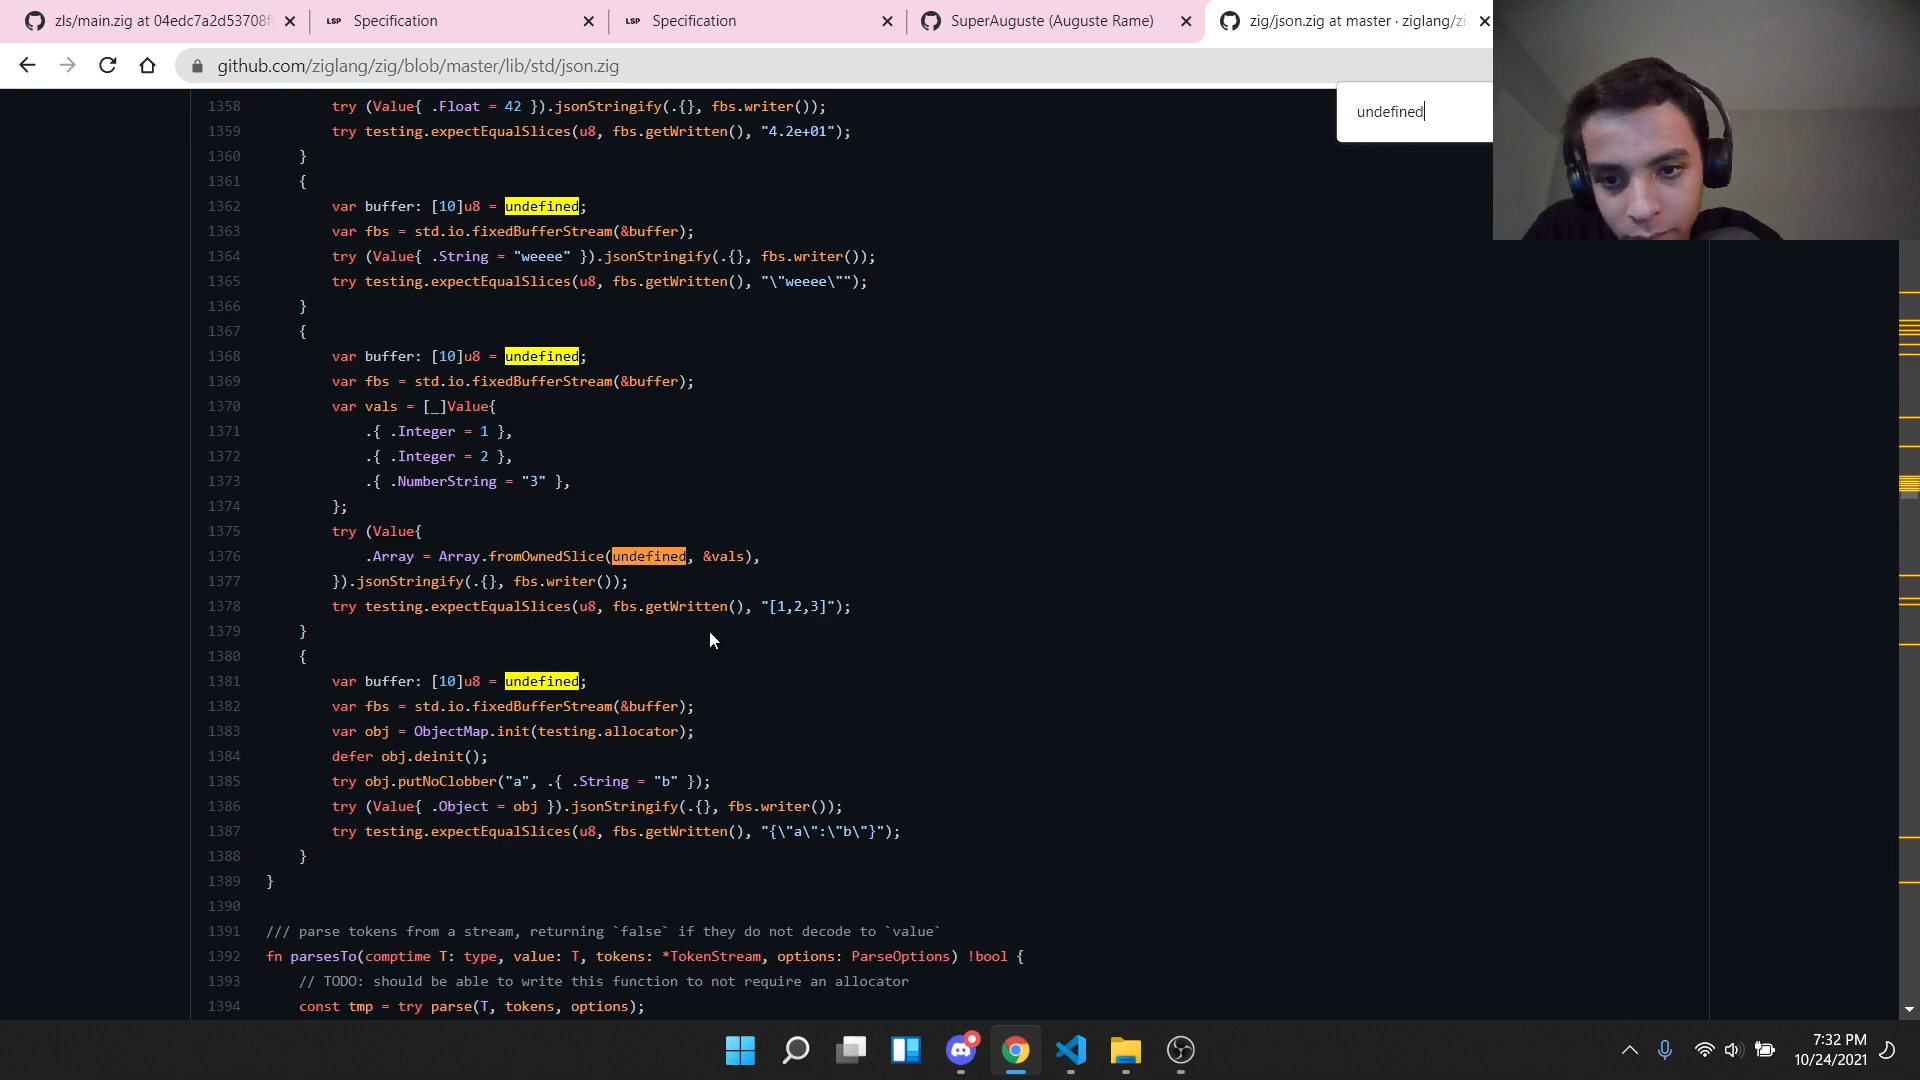 zls/main.zig at 04edc7a2d53708f
Specification
Specification
SuperAuguste (Auguste Rame)
zig/json.zig at master · ziglang/zi
github.com/ziglang/zig/blob/master/lib/std/json.zig
undefined
1358 try (Value{ .Float = 42 }).jsonStringify(.{}, fbs.writer());
1359 try testing.expectEqualSlices(u8, fbs.getWritten(), "4.2e+01");
1360 }
1361 {
1362 var buffer: [10]u8 = undefined;
1363 var fbs = std.io.fixedBufferStream(&buffer);
1364 try (Value{ .String = "weeee" }).jsonStringify(.{}, fbs.writer());
1365 try testing.expectEqualSlices(u8, fbs.getWritten(), "\"weeee\"");
1366 }
1367 {
1368 var buffer: [10]u8 = undefined;
1369 var fbs = std.io.fixedBufferStream(&buffer);
1370 var vals = [_]Value{
1371 .{ .Integer = 1 },
1372 .{ .Integer = 2 },
1373 .{ .NumberString = "3" },
1374 };
1375 try (Value{
1376 .Array = Array.fromOwnedSlice(undefined, &vals),
1377 }).jsonStringify(.{}, fbs.writer());
1378 try testing.expectEqualSlices(u8, fbs.getWritten(), "[1,2,3]");
1379 }
1380 {
1381 var buffer: [10]u8 = undefined;
1382 var fbs = std.io.fixedBufferStream(&buffer);
1383 var obj = ObjectMap.init(testing.allocator);
1384 defer obj.deinit();
1385 try obj.putNoClobber("a", .{ .String = "b" });
1386 try (Value{ .Object = obj }).jsonStringify(.{}, fbs.writer());
1387 try testing.expectEqualSlices(u8, fbs.getWritten(), "{\"a\":\"b\"}");
1388 }
1389 }
1390
1391 /// parse tokens from a stream, returning `false` if they do not decode to `value`
1392 fn parsesTo(comptime T: type, value: T, tokens: *TokenStream, options: ParseOptions) !bool {
1393 // TODO: should be able to write this function to not require an allocator
1394 const tmp = try parse(T, tokens, options);
7:32 PM
10/24/2021